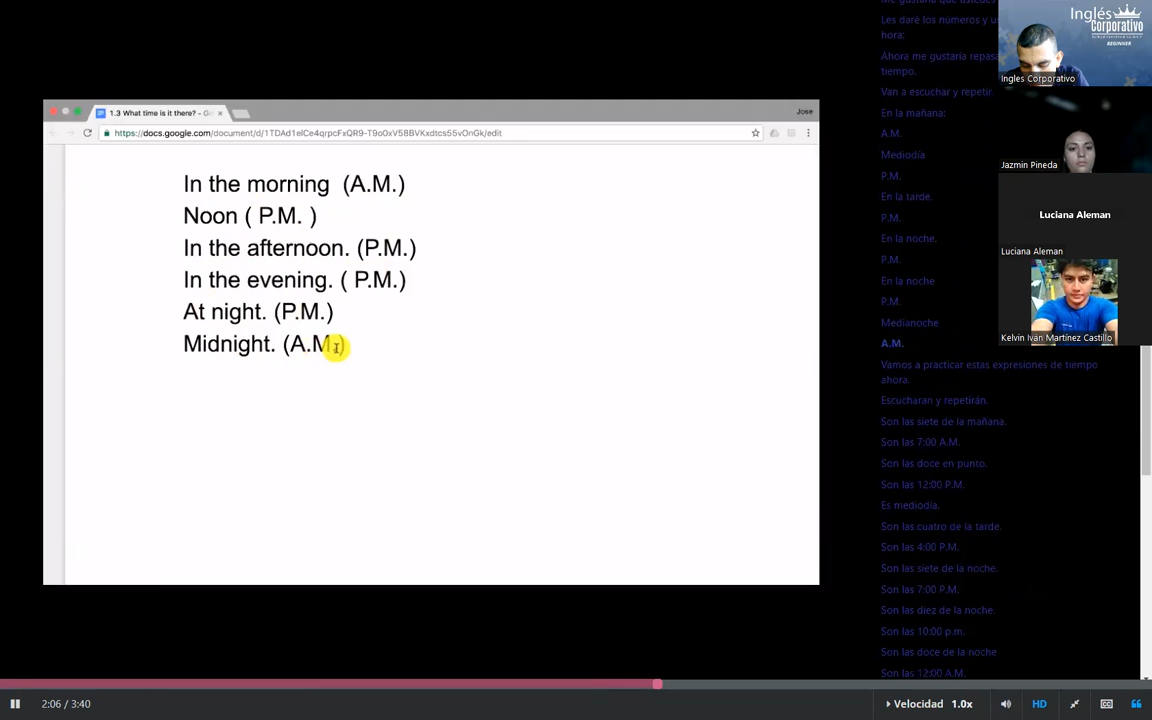 1.3 What time is it there? - G
Jose
https://docs.google.com/document/d/1TDAd1elCe4qrpcFxQR9-T9o0xV58BVKxdtcs55vOnGk/edit
In the morning (A.M.)
Noon ( P.M. )
In the afternoon. (P.M.)
In the evening. ( P.M.)
At night. (P.M.)
Midnight. (A.M.)
Les daré los números y
hora:
Ahora me gustaría repasa
tiempo.
Van a escuchar y repetir
En la mañana:
A.M.
Mediodía
P.M.
En la tarde.
P.M.
En la noche.
P.M.
En la noche
P.M.
Medianoche
A.M.
Vamos a practicar estas expresiones de tiempo
ahora.
Escucharan y repetirán.
Son las siete de la mañana.
Son las 7:00 A.M.
Son las doce en punto.
Son las 12:00 P.M.
Es mediodía.
Son las cuatro de la tarde.
Son las 4:00 P.M.
Son las siete de la noche.
Son las 7:00 P.M.
Son las diez de la noche.
Son las 10:00 p.m.
Son las doce de la noche
Son las 12:00 A.M.
Inglés
Corporativo
BEGINNER
Ingles Corporativo
Jazmín Pineda
Luciana Aleman
Luciana Aleman
Kelvin Iván Martínez Castillo
2:06 / 3:40
Velocidad 1.0x
HD
CC